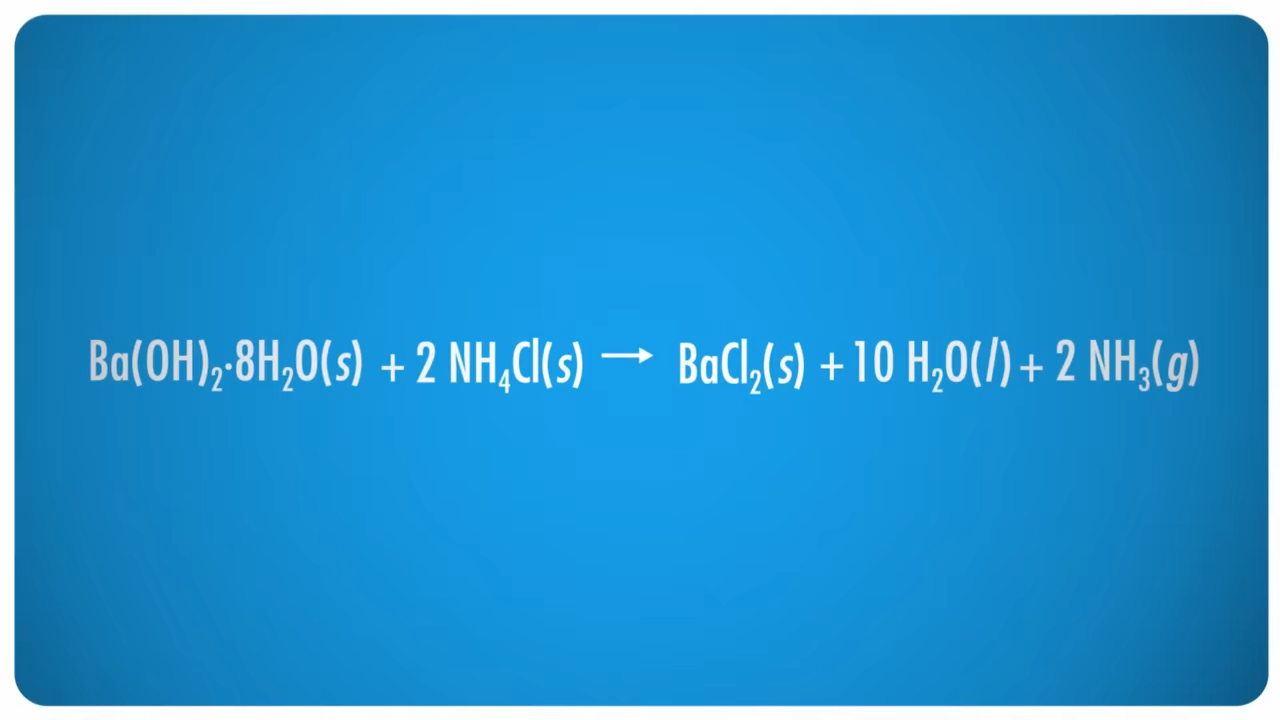 Ba(OH)₂·8H₂O(s) + 2 NH₄Cl(s) ⟶ BaCl₂(s) + 10 H₂O(l) + 2 NH₃(g)